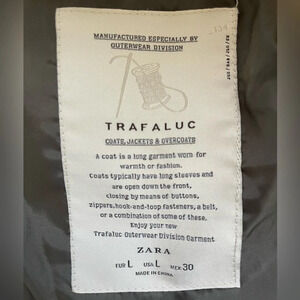 MANUFACTURED ESPECIALLY BY
OUTERWEAR DIVISION
TRAFALUC
COATS, JACKETS & OVERCOATS
A coat is a long garment worn for
warmth or fashion.
Coats typically have long sleeves and
are open down the front,
closing by means of buttons,
zippers, hook-and-loop fasteners, a belt,
or a combination of some of these.
Enjoy your new
Trafaluc Outerwear Division Garment
ZARA
EUR L USA L MEX 30
MADE IN CHINA